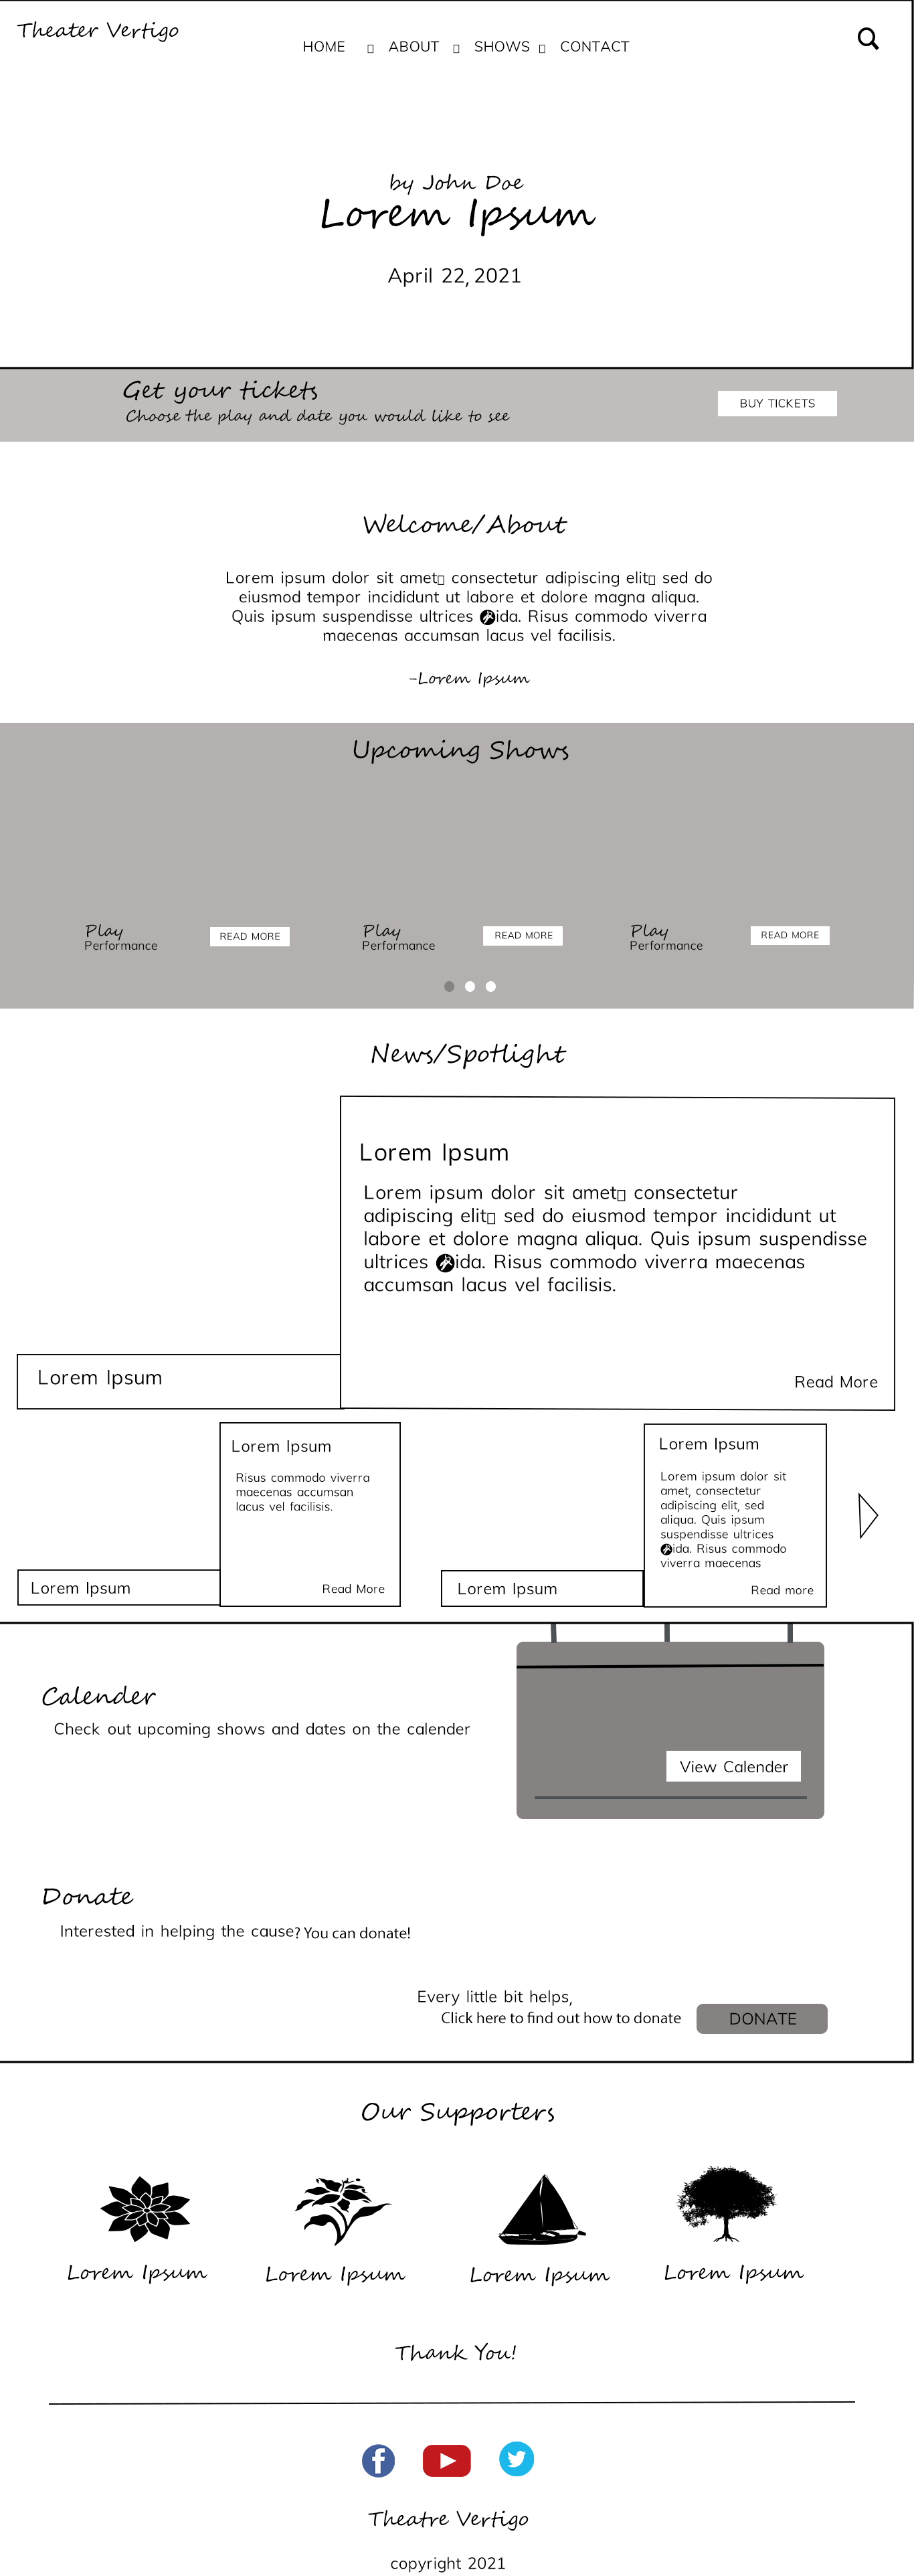 Theater Vertigo
HOME ABOUT SHOWS CONTACT
by John Doe
Lorem Ipsum
April 22, 2021
Get your tickets
Choose the play and date you would like to see
BUY TICKETS
Welcome/About
Lorem ipsum dolor sit amet consectetur adipiscing elit sed do
eiusmod tempor incididunt ut labore et dolore magna aliqua.
Quis ipsum suspendisse ultrices ida. Risus commodo viverra
maecenas accumsan lacus vel facilisis.
-Lorem Ipsum
Upcoming Shows
Play
Performance
READ MORE
Play
Performance
READ MORE
Play
Performance
READ MORE
News/Spotlight
Lorem Ipsum
Lorem ipsum dolor sit amet consectetur
adipiscing elit sed do eiusmod tempor incididunt ut
labore et dolore magna aliqua. Quis ipsum suspendisse
ultrices ida. Risus commodo viverra maecenas
accumsan lacus vel facilisis.
Read More
Lorem Ipsum
Lorem Ipsum
Risus commodo viverra
maecenas accumsan
lacus vel facilisis.
Read More
Lorem Ipsum
Lorem Ipsum
Lorem ipsum dolor sit
amet, consectetur
adipiscing elit, sed
aliqua. Quis ipsum
suspendisse ultrices
ida. Risus commodo
viverra maecenas
Read more
Lorem Ipsum
Calender
Check out upcoming shows and dates on the calender
View Calender
Donate
Interested in helping the cause? You can donate!
Every little bit helps,
Click here to find out how to donate
DONATE
Our Supporters
Lorem Ipsum
Lorem Ipsum
Lorem Ipsum
Lorem Ipsum
Thank You!
Theatre Vertigo
copyright 2021